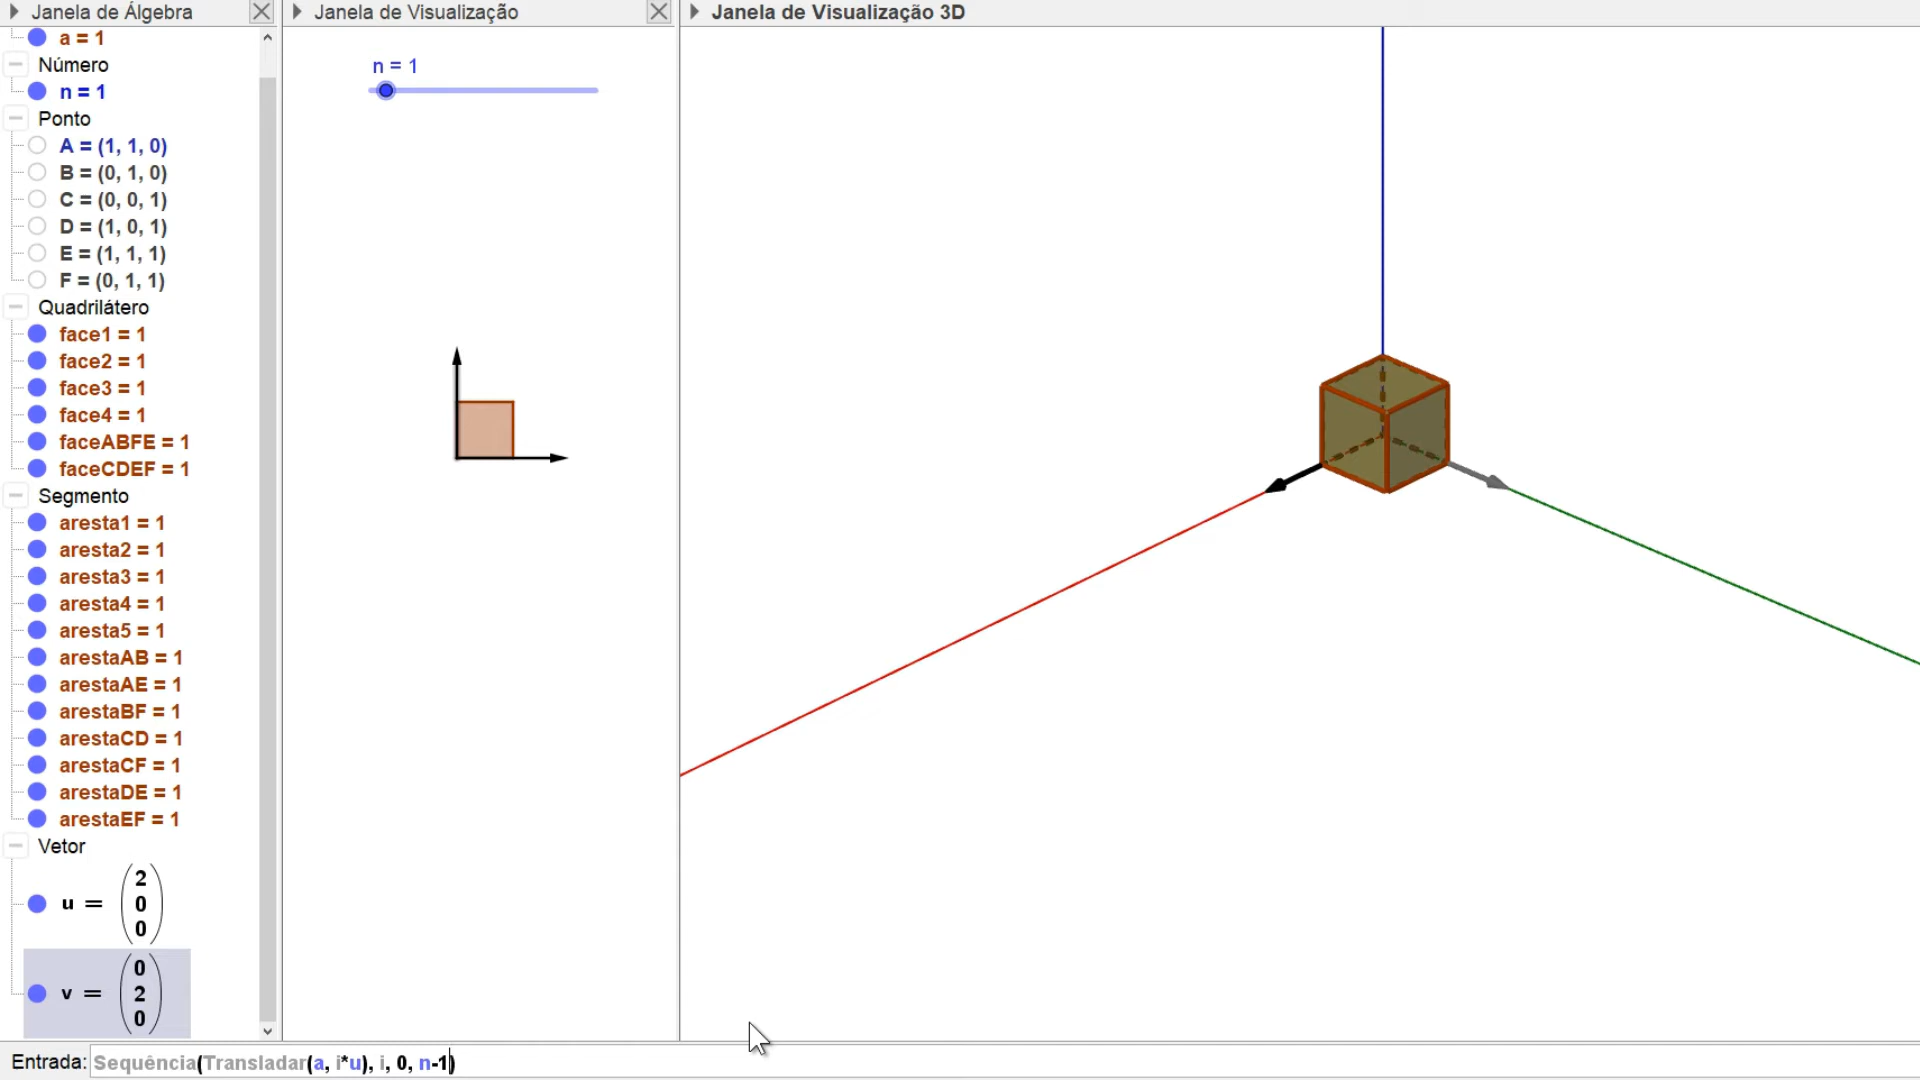 Janela de Álgebra
a = 1
Número
n = 1
Ponto
A = (1, 1, 0)
B = (0, 1, 0)
C = (0, 0, 1)
D = (1, 0, 1)
E = (1, 1, 1)
F = (0, 1, 1)
Quadrilátero
face1 = 1
face2 = 1
face3 = 1
face4 = 1
faceABFE = 1
faceCDEF = 1
Segmento
aresta1 = 1
aresta2 = 1
aresta3 = 1
aresta4 = 1
aresta5 = 1
arestaAB = 1
arestaAE = 1
arestaBF = 1
arestaCD = 1
arestaCF = 1
arestaDE = 1
arestaEF = 1
Vetor
2
u = 0
0
0
v = 2
0
Janela de Visualização
n = 1
Janela de Visualização 3D
Entrada: Sequência(Transladar(a, i*u), i, 0, n-1)